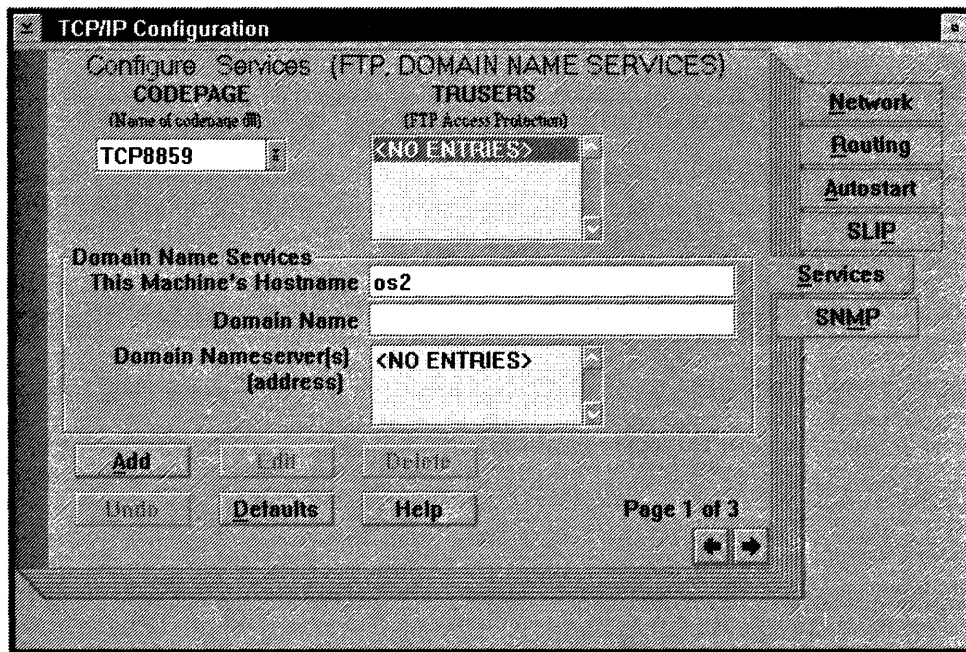 TCP/IP Configuration
Configure Services (FTP, DOMAIN NAME SERVICES)
CODEPAGE
(Name of codepage dll)
TCP8859
TRUSERS
(FTP Access Protection)
<NO ENTRIES>
Domain Name Services
This Machine's Hostname os2
Domain Name
Domain Nameserver(s)
(address)
<NO ENTRIES>
Add Edit Delete
Undo Defaults Help
Page 1 of 3
Network
Routing
Autostart
SLIP
Services
SNMP